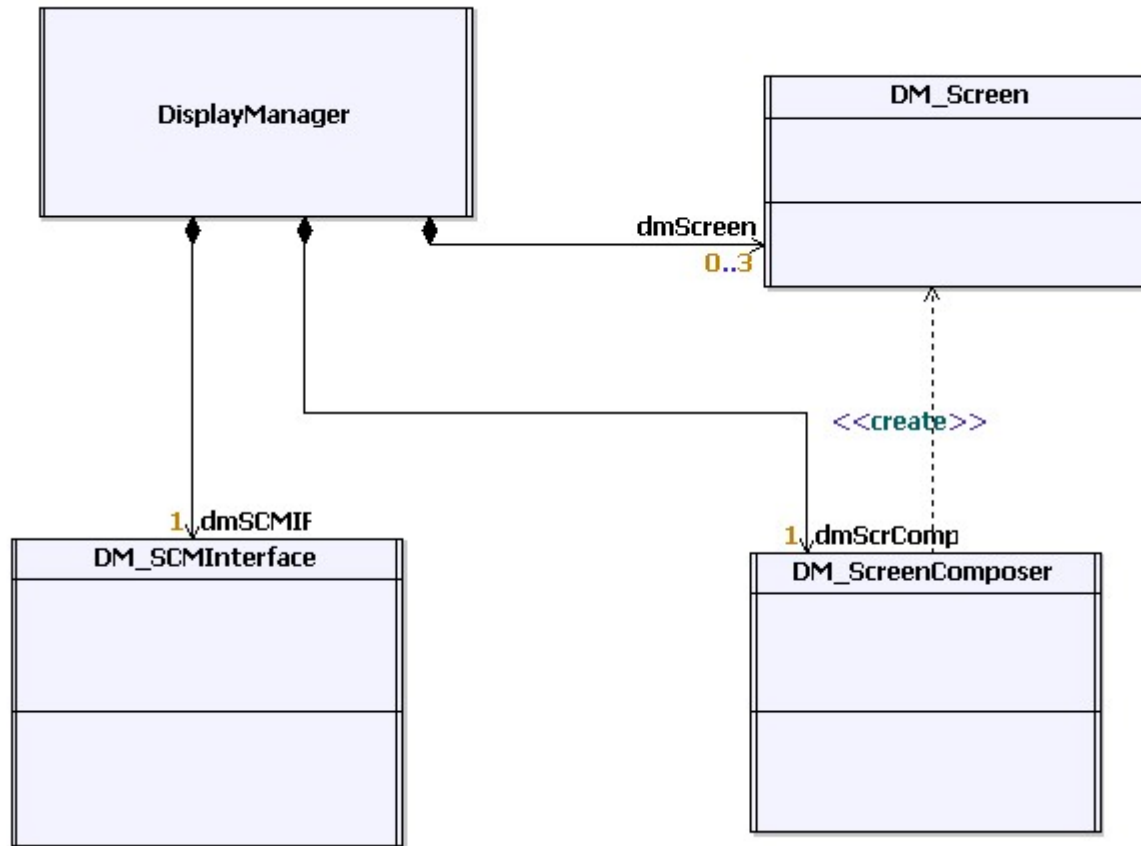 DisplayManager
DM_Screen
dmScreen
0..3
<<create>>
1 dmSCMIF
DM_SCMInterface
1 dmScrComp
DM_ScreenComposer